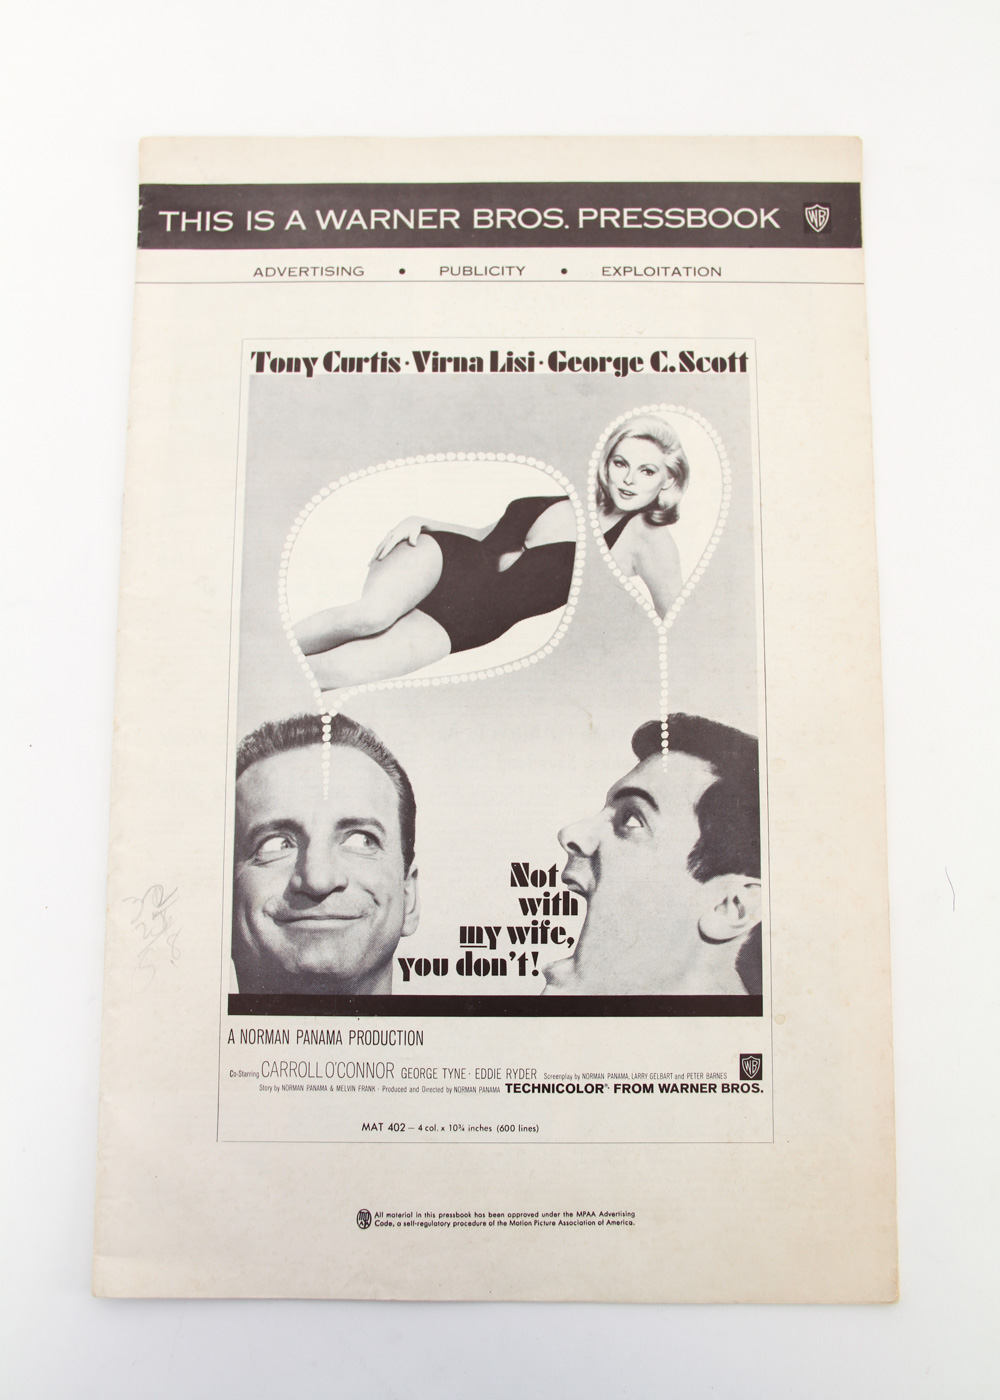 THIS IS A WARNER BROS. PRESSBOOK WB
ADVERTISING • PUBLICITY • EXPLOITATION
Tony Curtis · Virna Lisi · George C. Scott
Not
with
my wife,
you don't!
A NORMAN PANAMA PRODUCTION
Co-Starring CARROLL O'CONNOR GEORGE TYNE · EDDIE RYDER Screenplay by NORMAN PANAMA, LARRY GELBART and PETER BARNES WB
Story by NORMAN PANAMA & MELVIN FRANK · Produced and Directed by NORMAN PANAMA TECHNICOLOR® FROM WARNER BROS.
MAT 402 — 4 col. x 10¾ inches (600 lines)
All material in this pressbook has been approved under the MPAA Advertising
Code, a self-regulatory procedure of the Motion Picture Association of America.